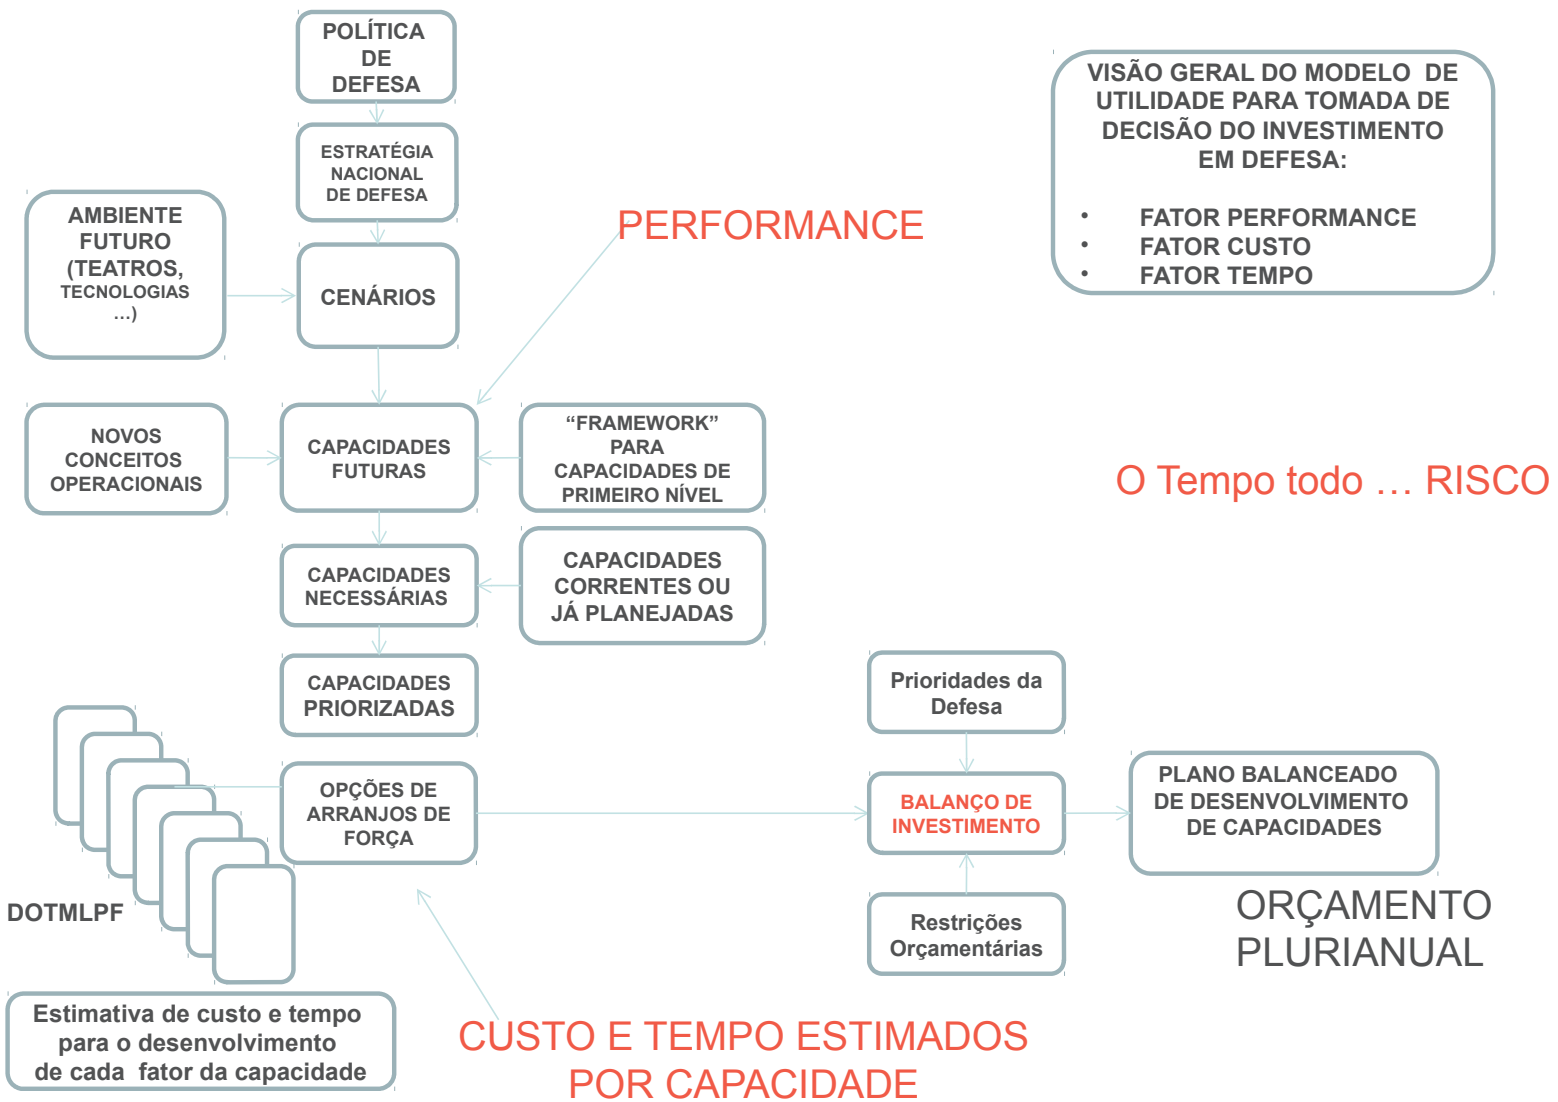 POLÍTICA
DE
DEFESA
VISÃO GERAL DO MODELO DE
UTILIDADE PARA TOMADA DE
DECISÃO DO INVESTIMENTO
EM DEFESA:
• FATOR PERFORMANCE
• FATOR CUSTO
• FATOR TEMPO
ESTRATÉGIA
NACIONAL
DE DEFESA
AMBIENTE
FUTURO
(TEATROS,
TECNOLOGIAS
…)
PERFORMANCE
CENÁRIOS
NOVOS
CONCEITOS
OPERACIONAIS
CAPACIDADES
FUTURAS
“FRAMEWORK”
PARA
CAPACIDADES DE
PRIMEIRO NÍVEL
O Tempo todo … RISCO
CAPACIDADES
NECESSÁRIAS
CAPACIDADES
CORRENTES OU
JÁ PLANEJADAS
CAPACIDADES
PRIORIZADAS
Prioridades da
Defesa
OPÇÕES DE
ARRANJOS DE
FORÇA
BALANÇO DE
INVESTIMENTO
PLANO BALANCEADO
DE DESENVOLVIMENTO
DE CAPACIDADES
DOTMLPF
Restrições
Orçamentárias
ORÇAMENTO
PLURIANUAL
Estimativa de custo e tempo
para o desenvolvimento
de cada fator da capacidade
CUSTO E TEMPO ESTIMADOS
POR CAPACIDADE